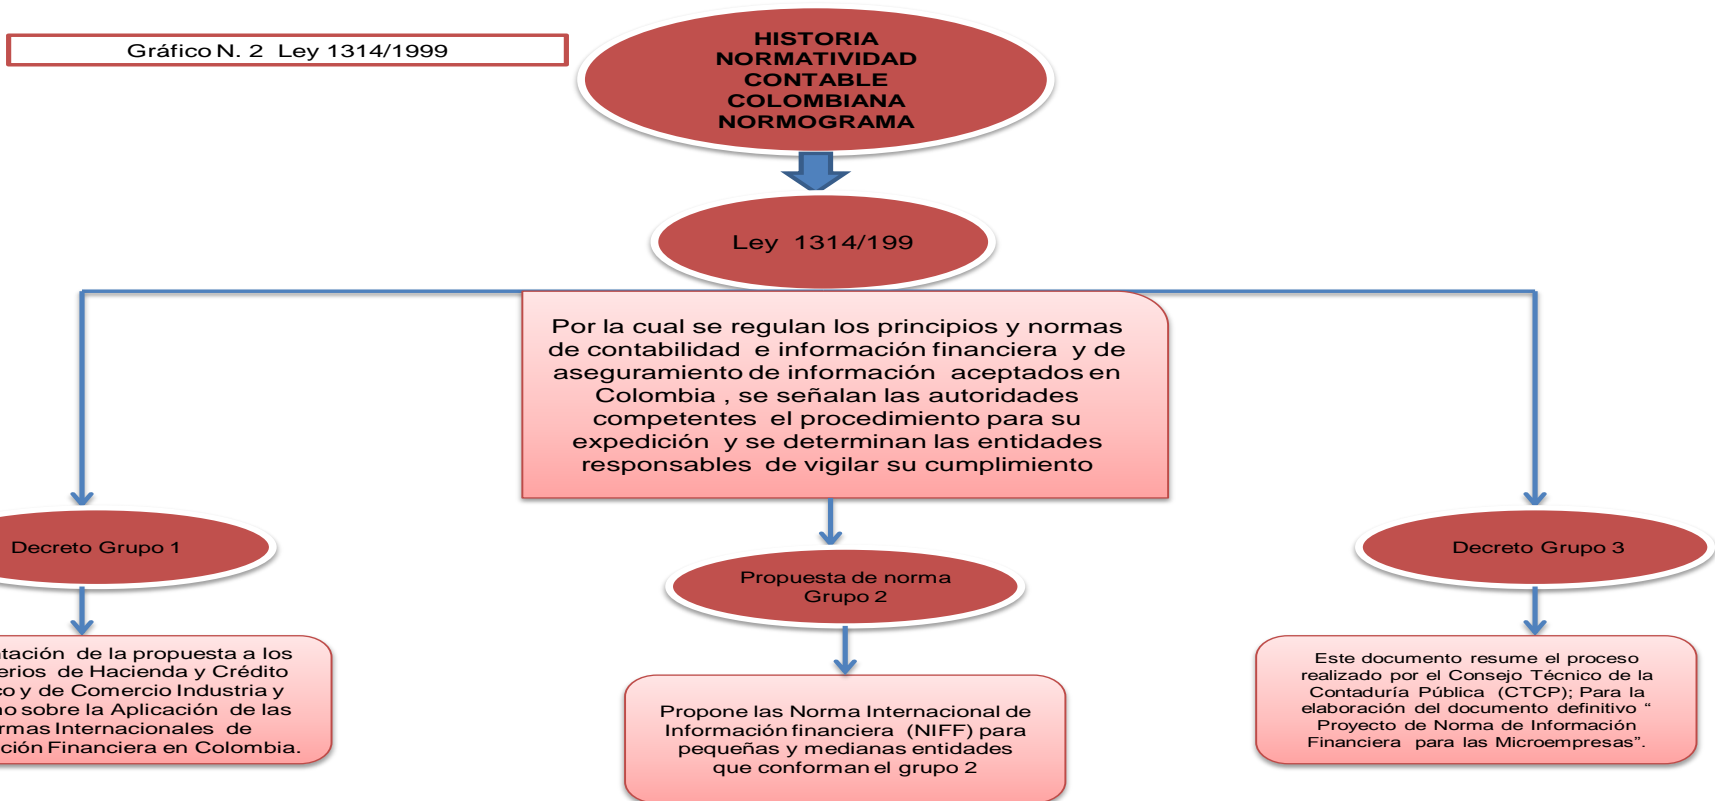 Gráfico N. 2 Ley 1314/1999
HISTORIA
NORMATIVIDAD
CONTABLE
COLOMBIANA
NORMOGRAMA
Ley 1314/199
Por la cual se regulan los principios y normas
de contabilidad e información financiera y de
aseguramiento de información aceptados en
Colombia , se señalan las autoridades
competentes el procedimiento para su
expedición y se determinan las entidades
responsables de vigilar su cumplimiento
Decreto Grupo 1
de la propuesta a los
de Hacienda y Crédito
y de Comercio Industria y
sobre la Aplicación de las
Internacionales de
Financiera en Colombia.
Propuesta de norma
Grupo 2
Propone las Norma Internacional de
Información financiera (NIFF) para
pequeñas y medianas entidades
que conforman el grupo 2
Decreto Grupo 3
Este documento resume el proceso
realizado por el Consejo Técnico de la
Contaduría Pública (CTCP); Para la
elaboración del documento definitivo “
Proyecto de Norma de Información
Financiera para las Microempresas”.